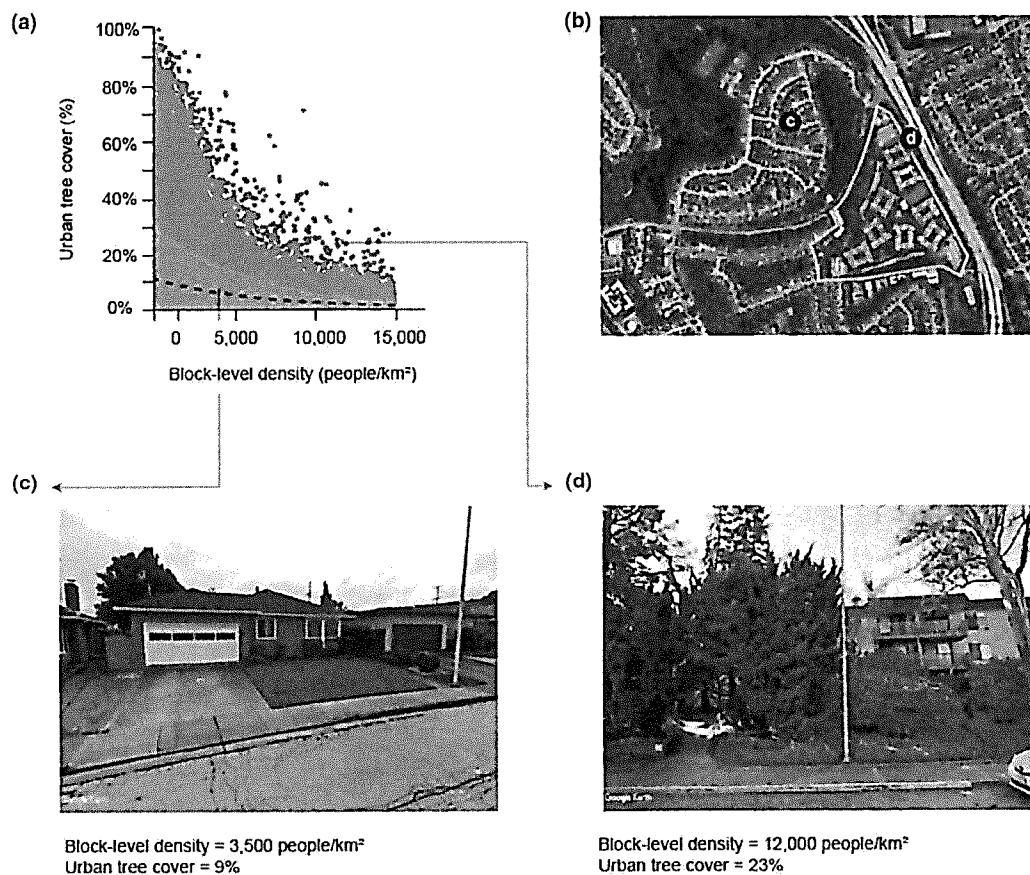 (a)
100%
80%
60%
40%
20%
0%
Urban tree cover (%)
0 5,000 10,000 15,000
Block-level density (people/km²)
(b)
c
d
(c)
Block-level density = 3,500 people/km²
Urban tree cover = 9%
(d)
Google Earth
Block-level density = 12,000 people/km²
Urban tree cover = 23%